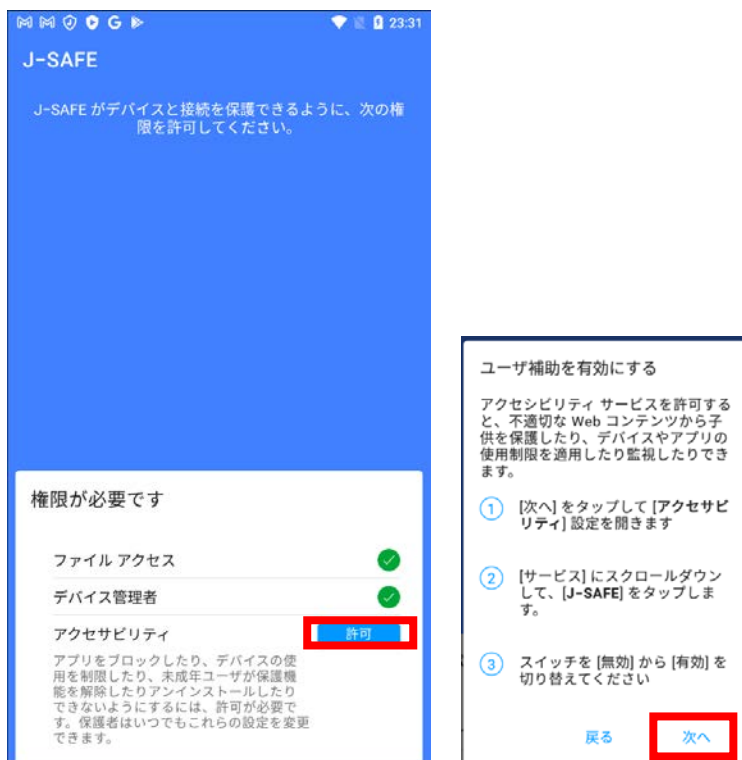 23:31
J-SAFE
J-SAFE がデバイスと接続を保護できるように、次の権
限を許可してください。
権限が必要です
ファイル アクセス
デバイス管理者
アクセサビリティ
許可
アプリをブロックしたり、デバイスの使
用を制限したり、未成年ユーザが保護機
能を解除したりアンインストールしたり
できないようにするには、許可が必要で
す。保護者はいつでもこれらの設定を変更
できます。
ユーザ補助を有効にする
アクセシビリティ サービスを許可する
と、不適切な Web コンテンツから子
供を保護したり、デバイスやアプリの
使用制限を適用したり監視したりでき
ます。
1 [次へ] をタップして [アクセサビ
リティ] 設定を開きます
2 [サービス] にスクロールダウン
して、[J-SAFE] をタップしま
す。
3 スイッチを [無効] から [有効] を
切り替えてください
戻る
次へ